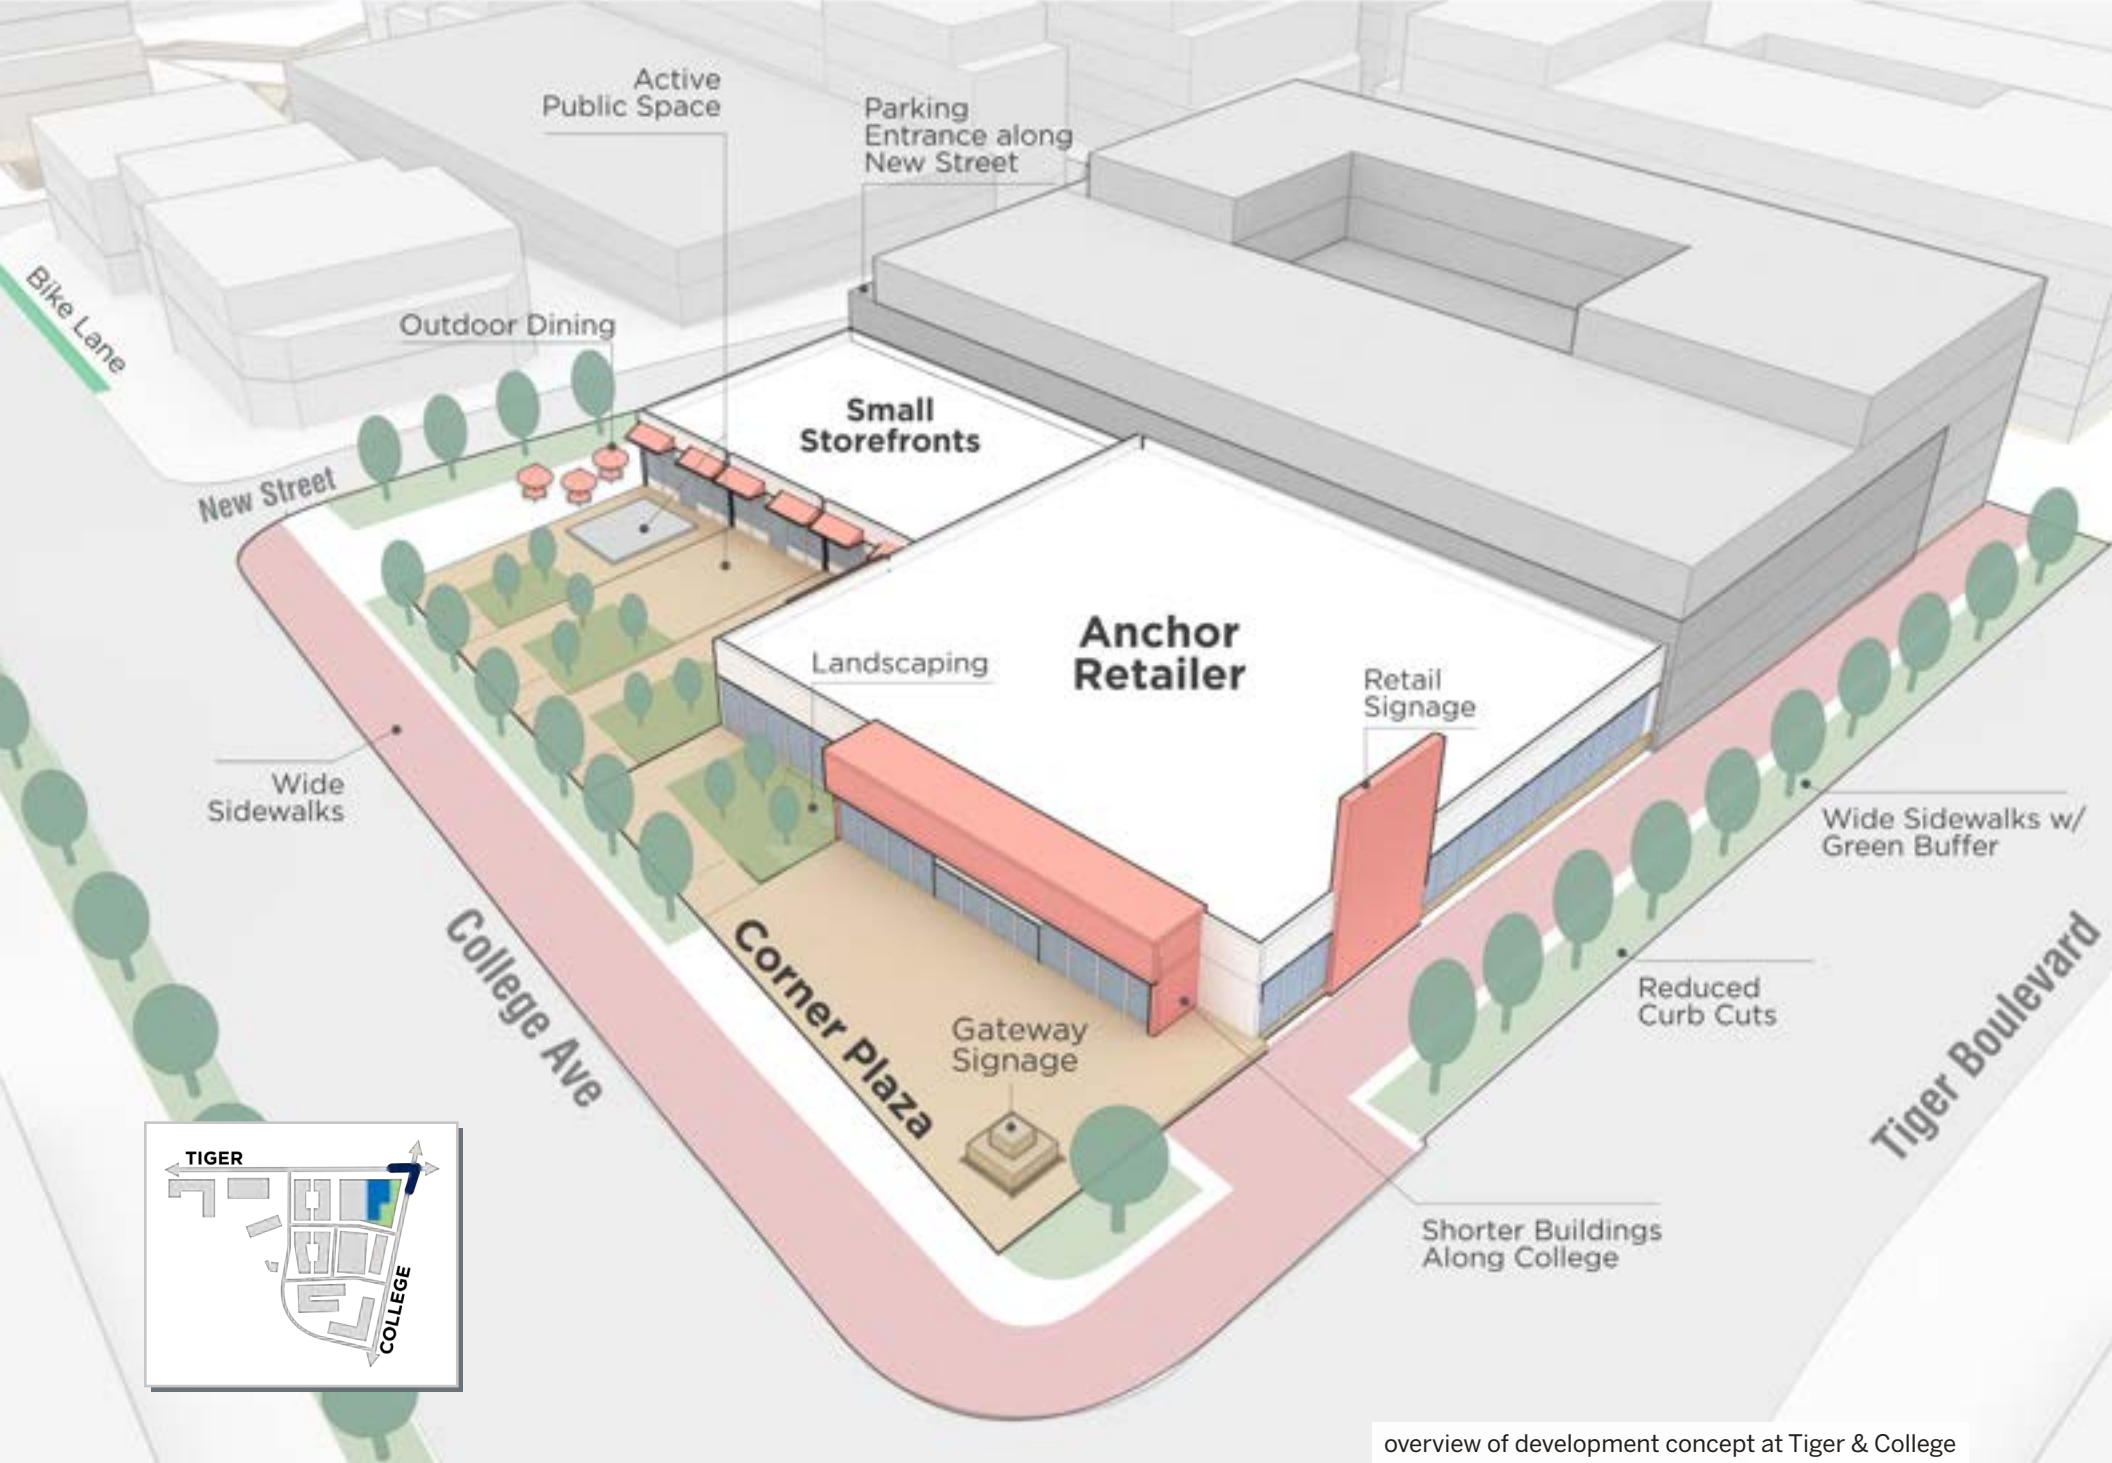 Active
Public Space
Parking
Entrance along
New Street
Bike Lane
Outdoor Dining
Small
Storefronts
New Street
Anchor
Retailer
Landscaping
Retail
Signage
Wide
Sidewalks
Wide Sidewalks w/
Green Buffer
College Ave
Corner Plaza
Gateway
Signage
Reduced
Curb Cuts
Tiger Boulevard
TIGER
COLLEGE
Shorter Buildings
Along College
overview of development concept at Tiger & College